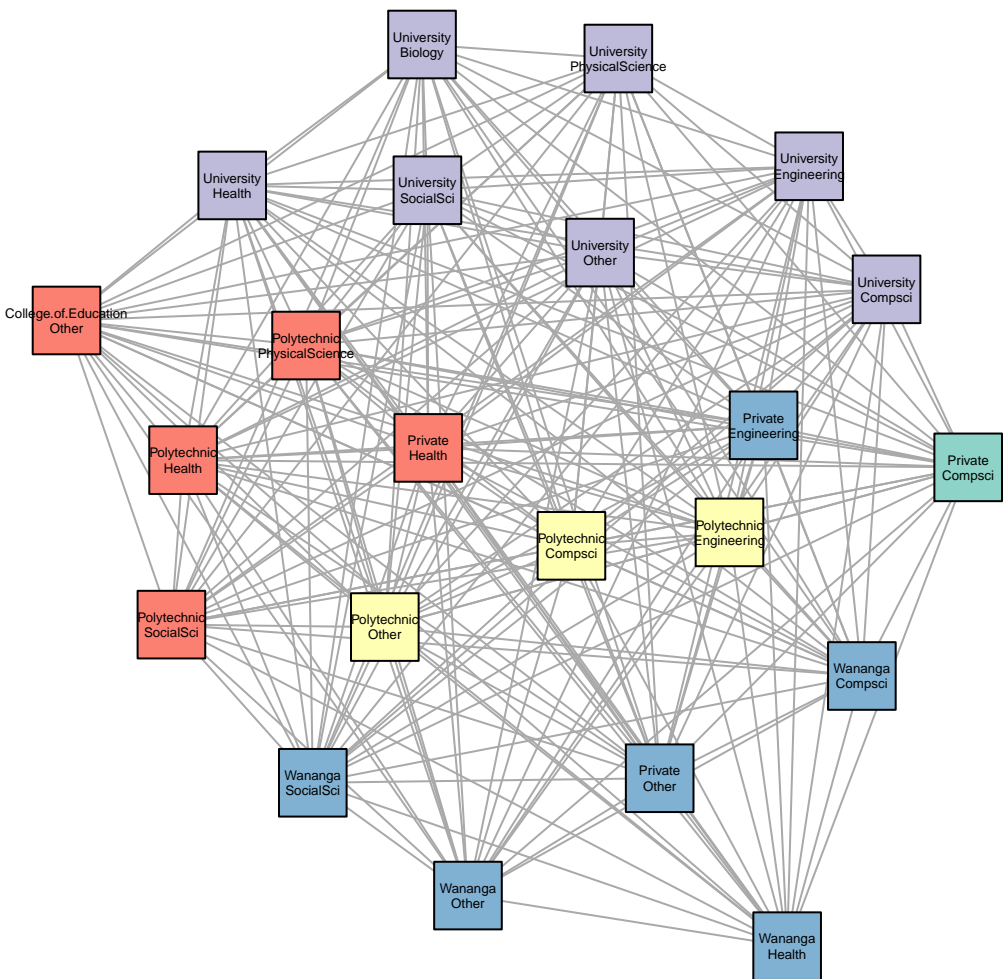 University
Biology
University
PhysicalScience
University
Engineering
University
Health
University
SocialSci
University
Other
University
Compsci
College.of.Education
Other
Polytechnic
PhysicalScience
Private
Engineering
Polytechnic
Health
Private
Health
Private
Compsci
Polytechnic
Compsci
Polytechnic
Engineering
Polytechnic
SocialSci
Polytechnic
Other
Wananga
Compsci
Wananga
SocialSci
Private
Other
Wananga
Other
Wananga
Health